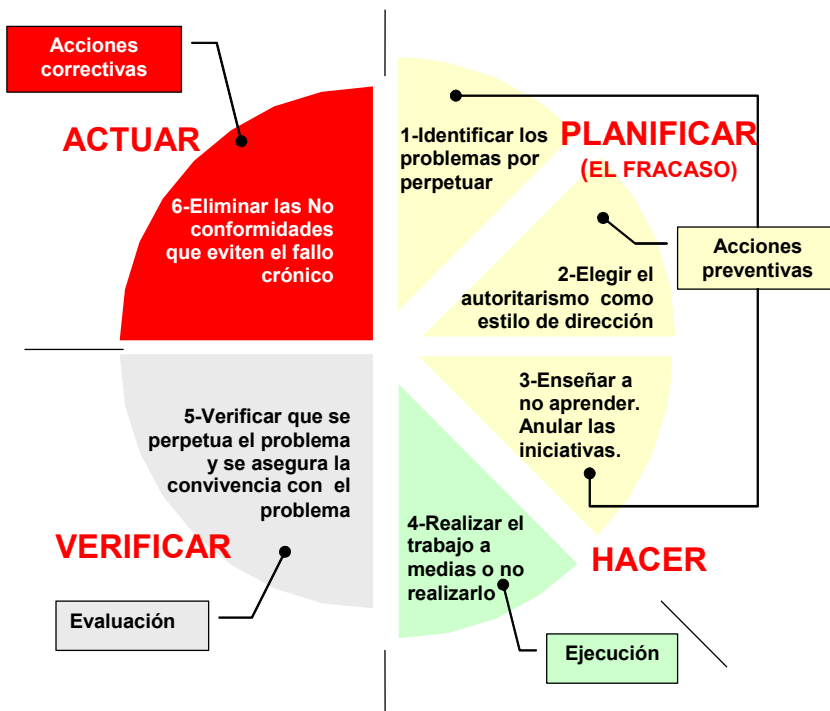 Acciones
correctivas
ACTUAR
1-Identificar los
problemas por
perpetuar
PLANIFICAR
(EL FRACASO)
6-Eliminar las No
conformidades
que eviten el fallo
crónico
2-Elegir el
autoritarismo como
estilo de dirección
Acciones
preventivas
3-Enseñar a
no aprender.
Anular las
iniciativas.
5-Verificar que se
perpetua el problema
y se asegura la
convivencia con el
problema
4-Realizar el
trabajo a
medias o no
realizarlo
VERIFICAR
HACER
Evaluación
Ejecución